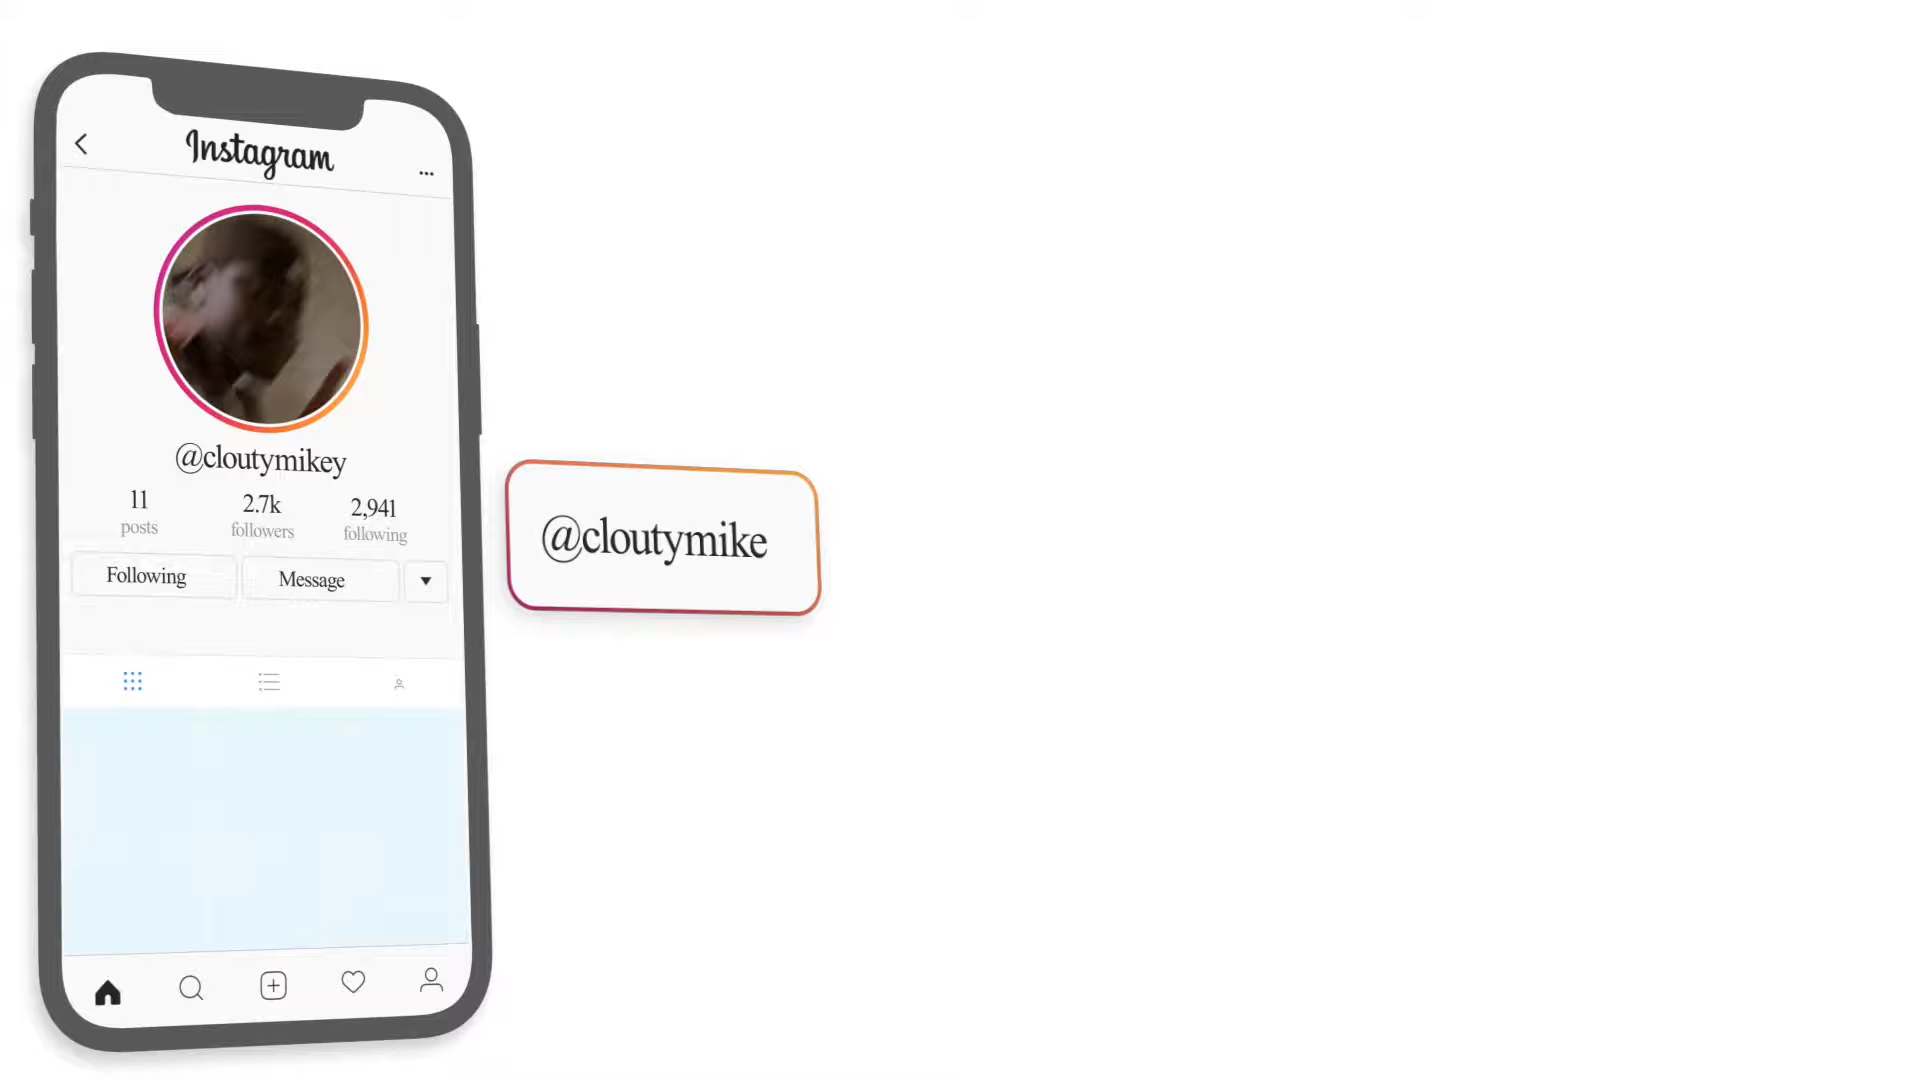 Instagram
@cloutymikey
11 2.7k 2,941
posts followers following
Following Message
@cloutymike